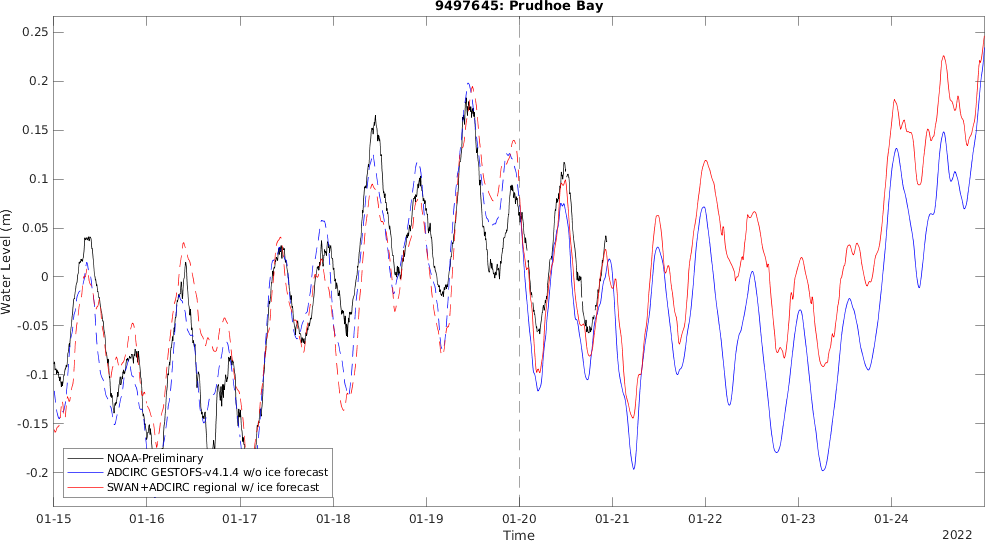 9497645: Prudhoe Bay
Water Level (m)
0.25
0.2
0.15
0.1
0.05
0
-0.05
-0.1
-0.15
-0.2
NOAA-Preliminary
ADCIRC GESTOFS-v4.1.4 w/o ice forecast
SWAN+ADCIRC regional w/ ice forecast
01-15 01-16 01-17 01-18 01-19 01-20 01-21 01-22 01-23 01-24
Time
2022